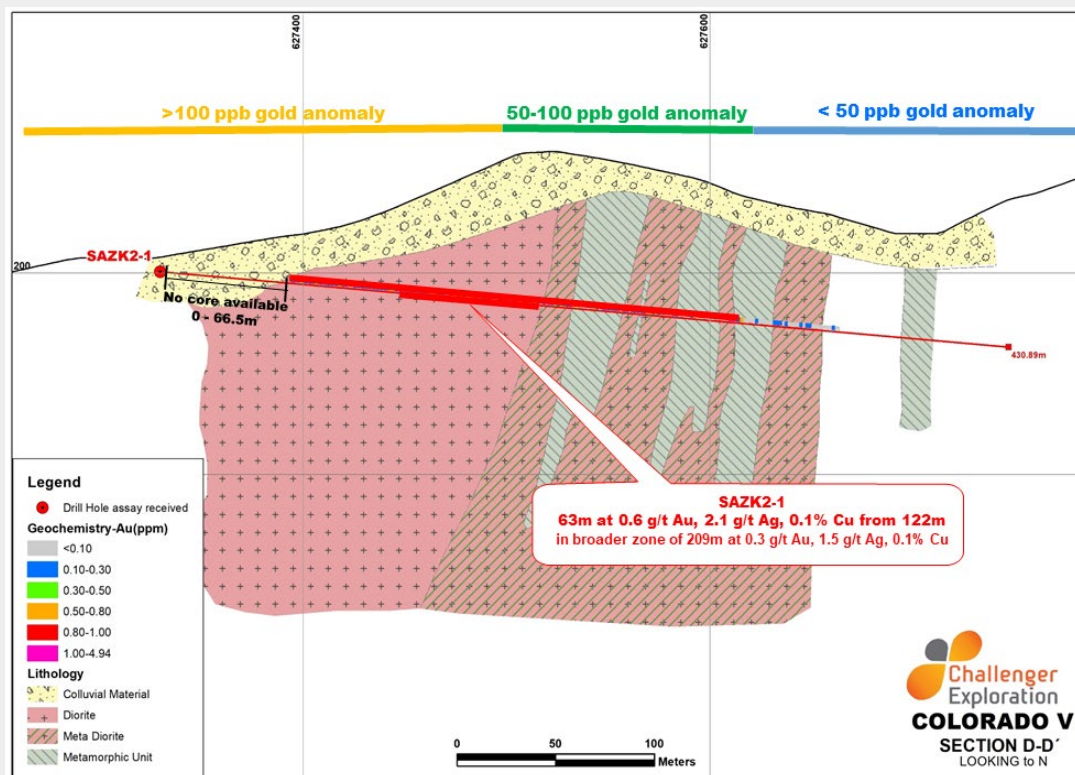 627400
627600
>100 ppb gold anomaly
50-100 ppb gold anomaly
< 50 ppb gold anomaly
SAZK2-1
200
No core available
0 - 66.5m
430.89m
SAZK2-1
63m at 0.6 g/t Au, 2.1 g/t Ag, 0.1% Cu from 122m
in broader zone of 209m at 0.3 g/t Au, 1.5 g/t Ag, 0.1% Cu
Legend
Drill Hole assay received
Geochemistry-Au(ppm)
<0.10
0.10-0.30
0.30-0.50
0.50-0.80
0.80-1.00
1.00-4.94
Lithology
Colluvial Material
Diorite
Meta Diorite
Metamorphic Unit
0 50 100
Meters
Challenger
Exploration
COLORADO V
SECTION D-D´
LOOKING to N